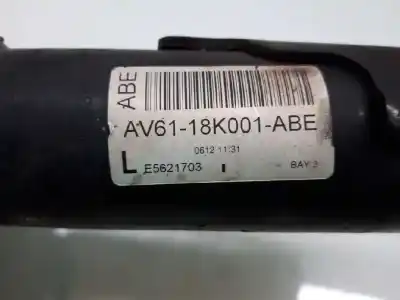 ABE
AV61-18K001-ABE
0612 11:31
L E5621703 I BAY 3